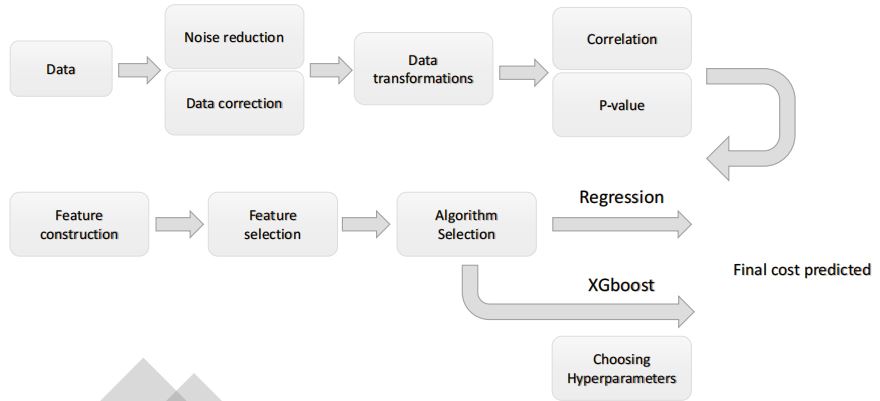 Data
Noise reduction
Data correction
Data
transformations
Correlation
P-value
Feature
construction
Feature
selection
Algorithm
Selection
Regression
XGboost
Final cost predicted
Choosing
Hyperparameters